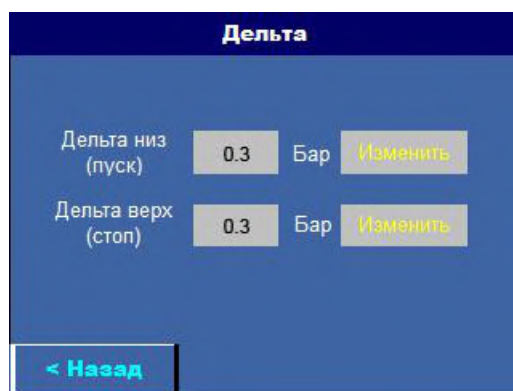 Дельта
Дельта низ
(пуск)
0.3 Бар Изменить
Дельта верх
(стоп)
0.3 Бар Изменить
< Назад